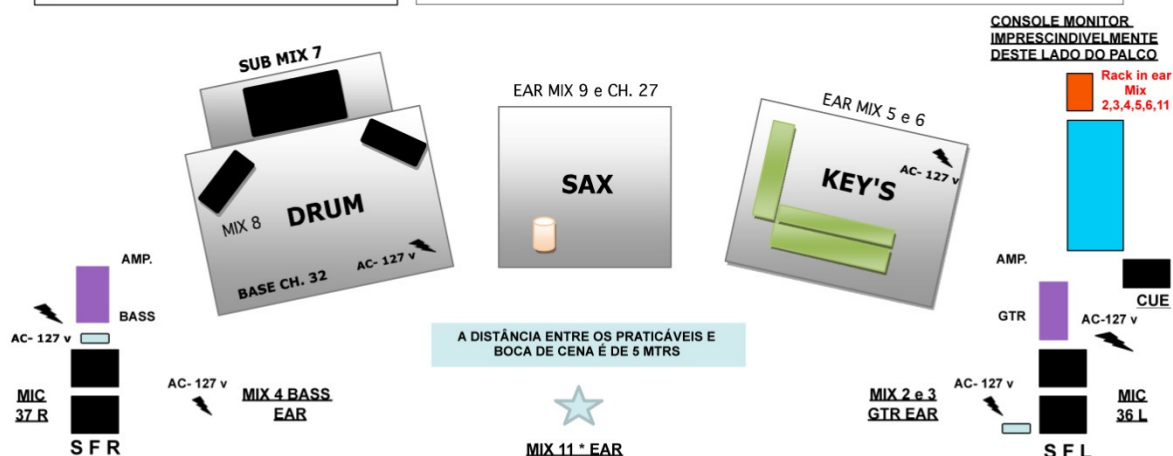 CONSOLE MONITOR
IMPRESCINDIVELMENTE
DESTE LADO DO PALCO
Rack in ear
Mix
2,3,4,5,6,11
SUB MIX 7
EAR MIX 9 e CH. 27
EAR MIX 5 e 6
MIX 8
DRUM
BASE CH. 32
AC- 127 v
SAX
KEY'S
AC- 127 v
AMP.
BASS
AC- 127 v
AMP.
GTR
CUE
AC-127 v
A DISTÂNCIA ENTRE OS PRATICÁVEIS E
BOCA DE CENA É DE 5 MTRS
MIC
37 R
AC- 127 v
MIX 4 BASS
EAR
MIX 2 e 3
GTR EAR
AC- 127 v
MIC
36 L
S F R
MIX 11 * EAR
S F L